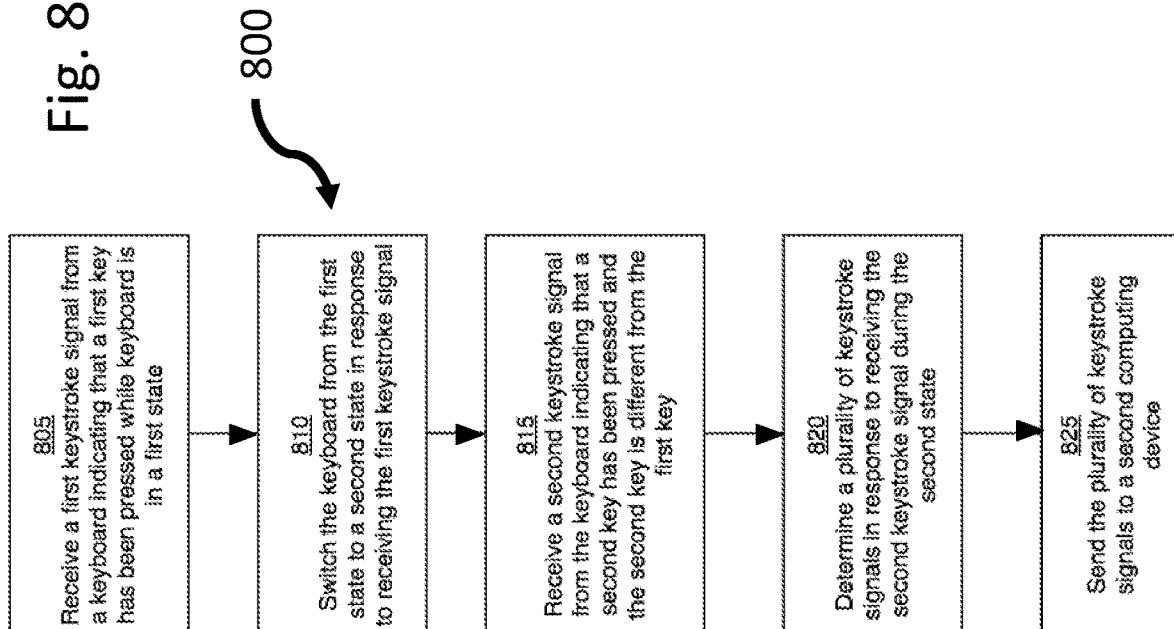 Fig. 8
800
805
Receive a first keystroke signal from
a keyboard indicating that a first key
has been pressed while keyboard is
in a first state
810
Switch the keyboard from the first
state to a second state in response
to receiving the first keystroke signal
815
Receive a second keystroke signal
from the keyboard indicating that a
second key has been pressed and
the second key is different from the
first key
820
Determine a plurality of keystroke
signals in response to receiving the
second keystroke signal during the
second state
825
Send the plurality of keystroke
signals to a second computing
device